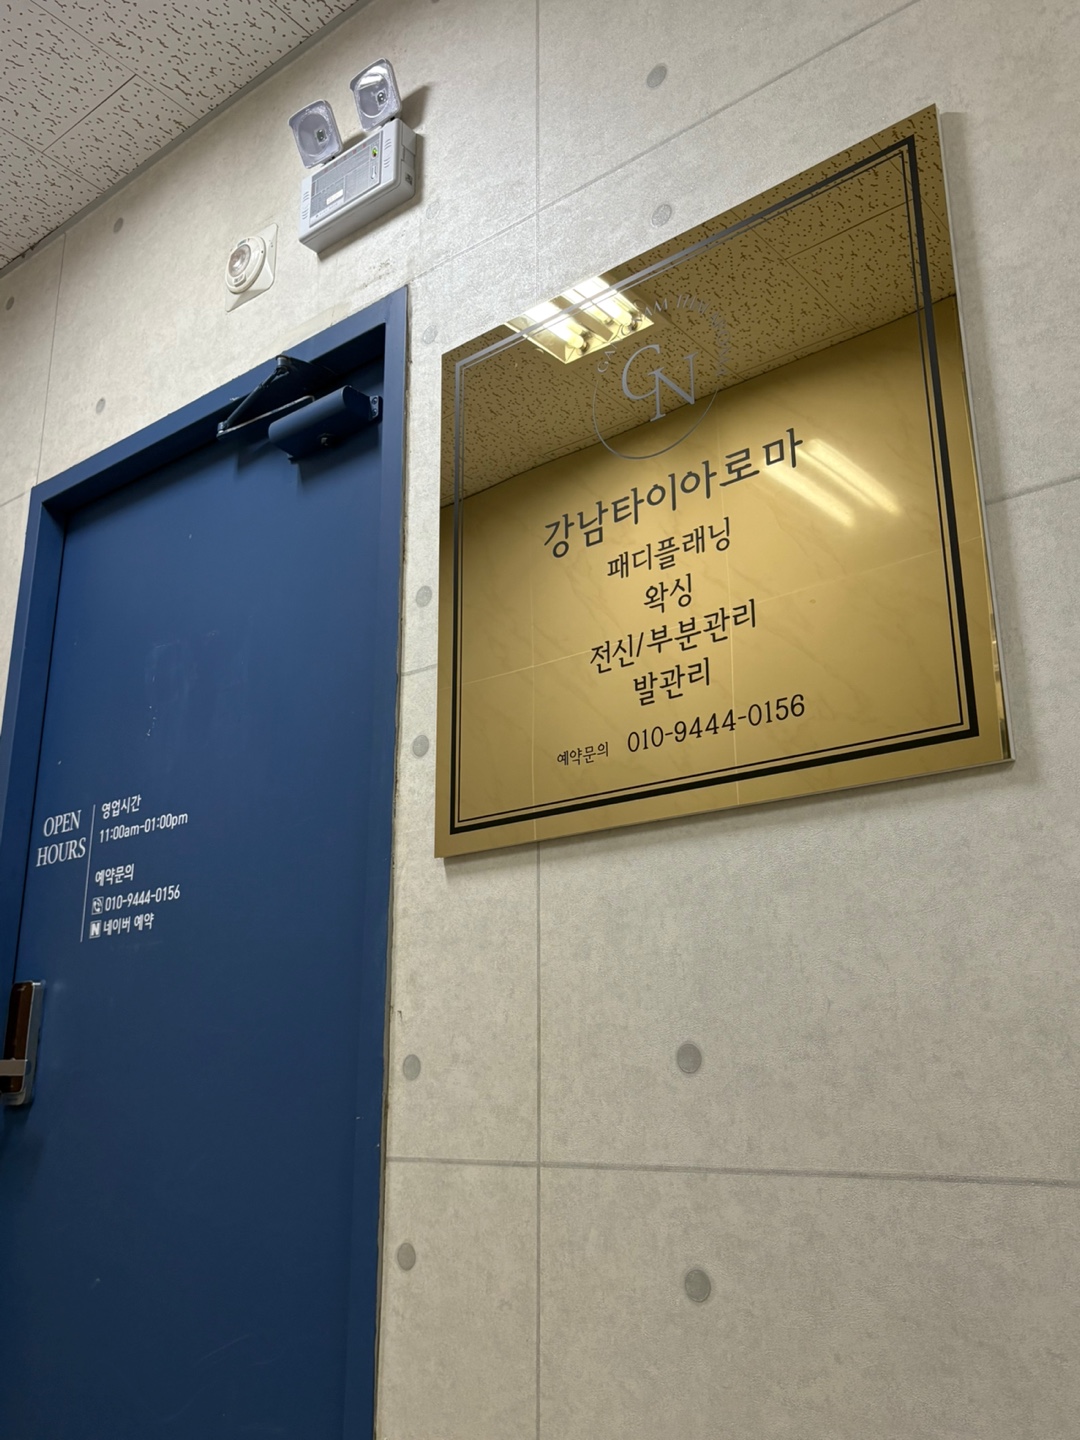 GN
강남타이아로마
패디플래닝
왁싱
전신/부분관리
발관리
예약문의 010-9444-0156
OPEN
HOURS
영업시간
11:00am-01:00pm
예약문의
010-9444-0156
N 네이버 예약